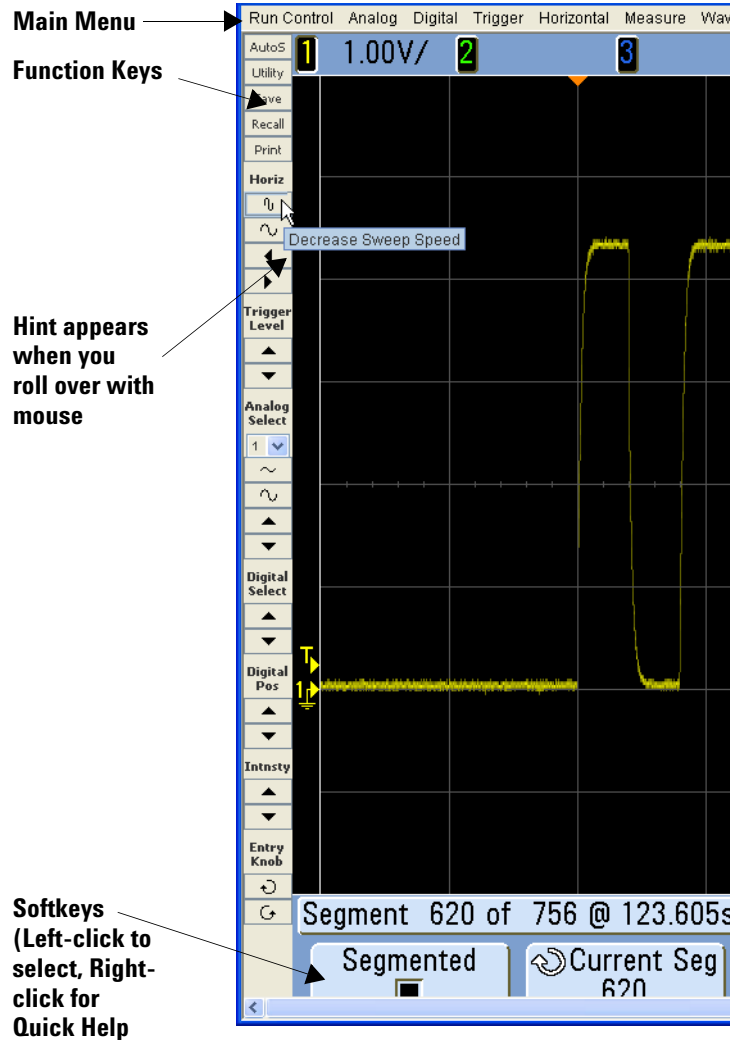 Main Menu
Function Keys
Hint appears
when you
roll over with
mouse
Softkeys
(Left-click to
select, Right-
click for
Quick Help
Run Control Analog Digital Trigger Horizontal Measure Wav
AutoS
Utility
Save
Recall
Print
Horiz
Decrease Sweep Speed
Trigger
Level
Analog
Select
1
Digital
Select
Digital
Pos
Intnsty
Entry
Knob
1 1.00V/ 2 3
T
1
Segment 620 of 756 @ 123.605s
Segmented
Current Seg
620